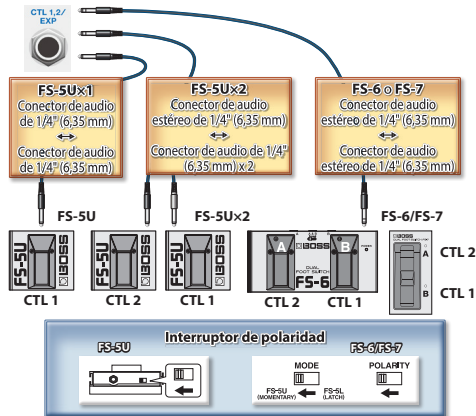 CTL 1,2/
EXP
FS-5U×1
Conector de audio
de 1/4" (6,35 mm)
Conector de audio
de 1/4" (6,35 mm)
FS-5U×2
Conector de audio
estéreo de 1/4" (6,35 mm)
Conector de audio de 1/4"
(6,35 mm) x 2
FS-6 o FS-7
Conector de audio
estéreo de 1/4" (6,35 mm)
Conector de audio
estéreo de 1/4" (6,35 mm)
FS-5U
FS-5U×2
FS-6/FS-7
FS-5U
BOSS
CTL 1
FS-5U
BOSS
CTL 2
FS-5U
BOSS
CTL 1
A
B
BOSS
DUAL
FOOT SWITCH
FS-6
CTL 2
CTL 1
BOSS
A
B
CTL 2
CTL 1
Interruptor de polaridad
FS-5U
FS-6/FS-7
MODE
POLARITY
FS-5U
(MOMENTARY)
FS-5L
(LATCH)